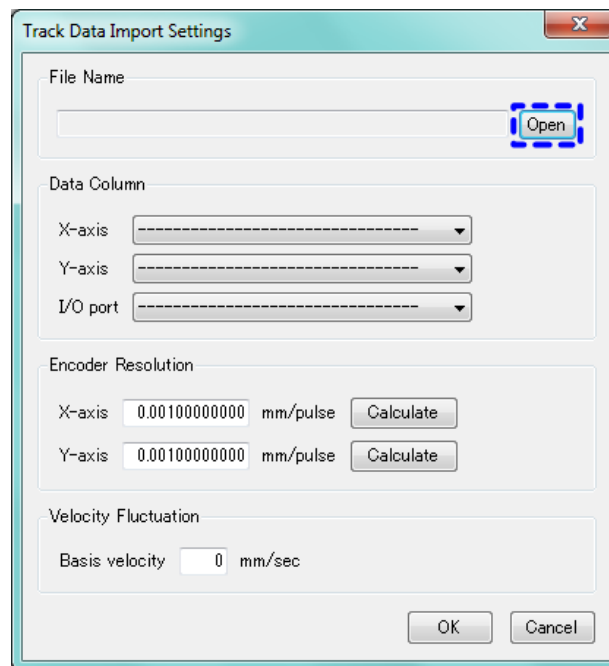 Track Data Import Settings
File Name
Open
Data Column
X-axis --------------------------------
Y-axis --------------------------------
I/O port --------------------------------
Encoder Resolution
X-axis 0.00100000000 mm/pulse Calculate
Y-axis 0.00100000000 mm/pulse Calculate
Velocity Fluctuation
Basis velocity 0 mm/sec
OK Cancel